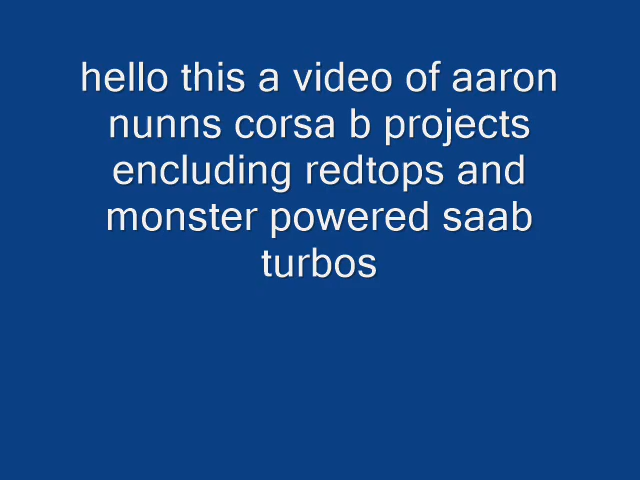 hello this a video of aaron
nunns corsa b projects
encluding redtops and
monster powered saab
turbos